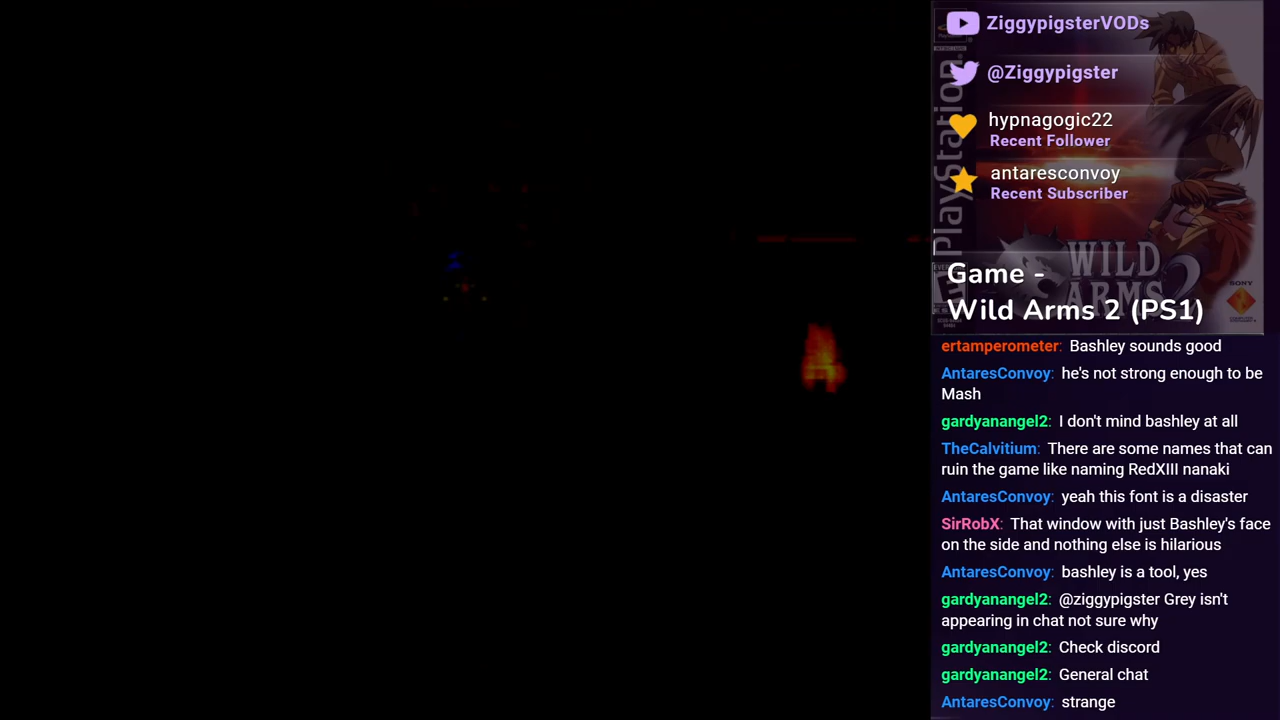 ZiggypigsterVODs
@Ziggypigster
hypnagogic22
Recent Follower
antaresconvoy
Recent Subscriber
PlayStation
WILD
ARMS 2
SONY
Game -
Wild Arms 2 (PS1)
ertamperometer: Bashley sounds good
AntaresConvoy: he's not strong enough to be
Mash
gardyanangel2: I don't mind bashley at all
TheCalvitium: There are some names that can
ruin the game like naming RedXIII nanaki
AntaresConvoy: yeah this font is a disaster
SirRobX: That window with just Bashley's face
on the side and nothing else is hilarious
AntaresConvoy: bashley is a tool, yes
gardyanangel2: @ziggypigster Grey isn't
appearing in chat not sure why
gardyanangel2: Check discord
gardyanangel2: General chat
AntaresConvoy: strange